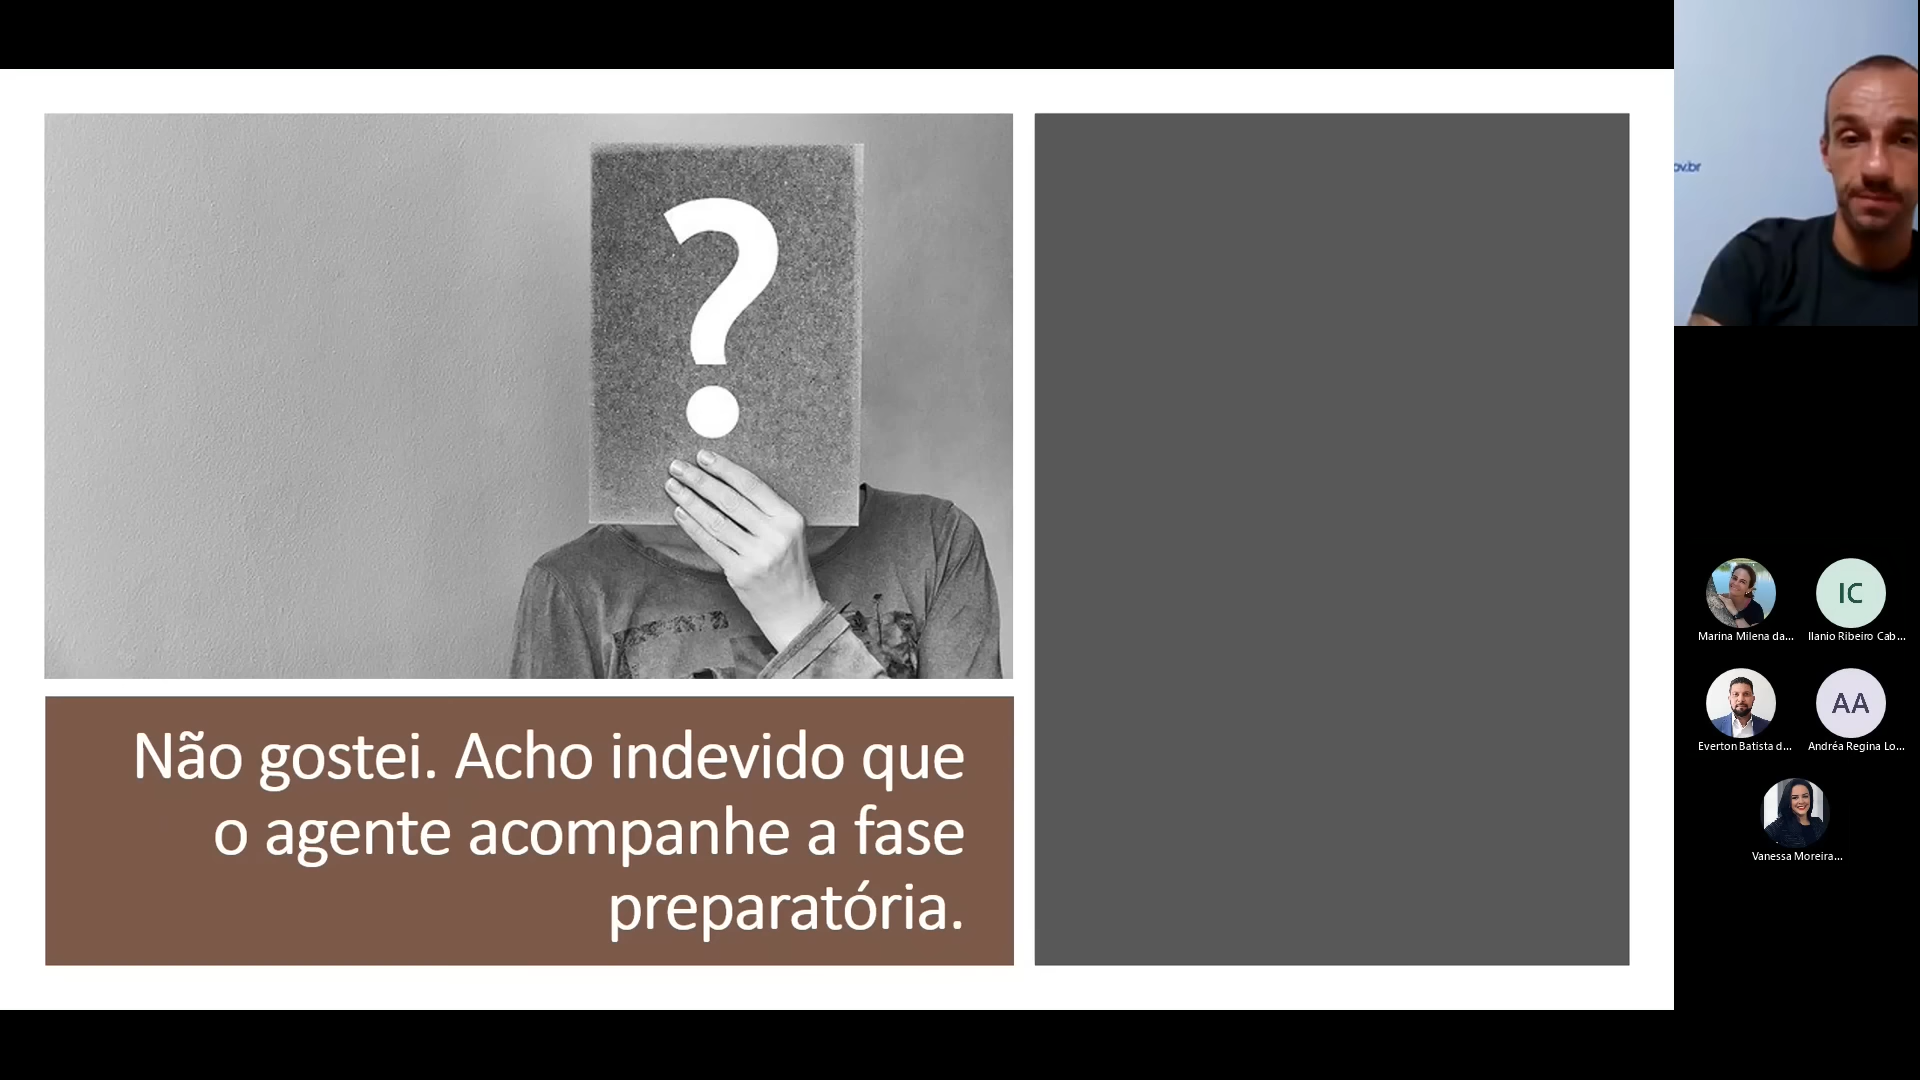 ?
Não gostei. Acho indevido que
o agente acompanhe a fase
preparatória.
ov.br
IC
Marina Milena da...
Ilanio Ribeiro Cab...
AA
Everton Batista d...
Andréa Regina Lo...
Vanessa Moreira...